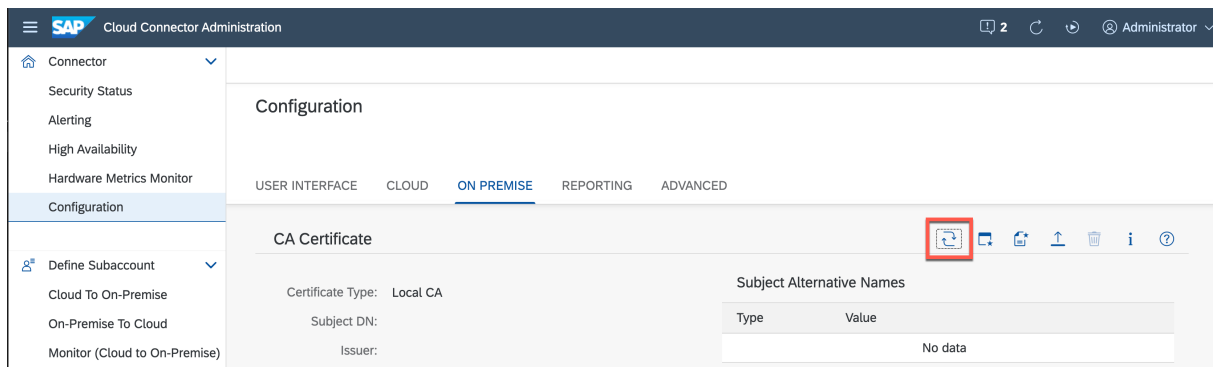 SAP Cloud Connector Administration
2
Administrator
Connector
Security Status
Alerting
High Availability
Hardware Metrics Monitor
Configuration
Define Subaccount
Cloud To On-Premise
On-Premise To Cloud
Monitor (Cloud to On-Premise)
Configuration
USER INTERFACE CLOUD ON PREMISE REPORTING ADVANCED
CA Certificate
Certificate Type: Local CA
Subject DN:
Issuer:
Subject Alternative Names
Type Value
No data